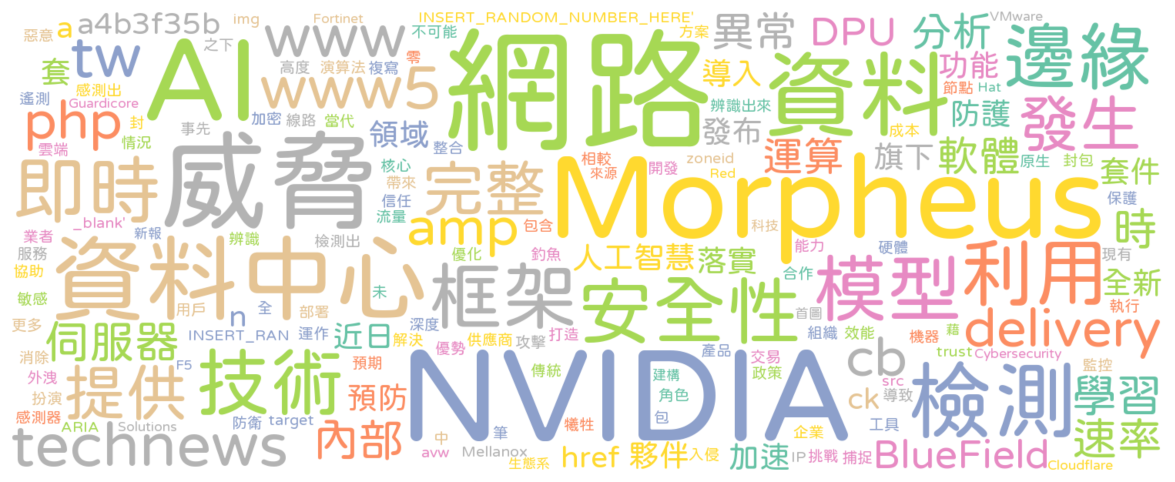 惡意 img Fortinet INSERT_RANDOM_NUMBER_HERE' 方案 VMware
a a4b3f35b 之下 www 不可能 異常 DPU 分析 邊緣
tw 高度 演算法 複寫 零 網路 資料 導入 功能 節點 Hat
套 感測出 AI www5 辨識出來 防護
遙測 Guardicore 封 加密 線路 當代 發布 成本 發生
php 事先 領域 整合 旗下 軟體 原生 封包
雲端 情況 威脅 核心 完整 相較 開發 zoneid 運算 套件
即時 帶來 來源 Red
信任 Morpheus 保護
_blank' 新報 流量 amp 包含 科技 時
業者 辨識 檢測出 優化 釣魚 人工智慧 落實 能力 硬體 利用 現有
服務 資料中心 框架 合作 模型 全新
協助
敏感 用戶 全 未 安全性 首圖 執行
更多 n 部署 深度 供應商 打造 組織 效能 機器 藉 delivery
伺服器 INSERT_RAN 運作 近日 解決 優勢 攻擊 產品 交易 cb trust Cybersecurity
消除 F5 預期 NVIDIA 傳統 政策 監控
外洩 提供 技術 建構 src 檢測 學習
扮演 預防 角色 ck 導致
感測器 ARIA Solutions 防衛 target 內部 犧牲 包 工具 速率
technews 中 筆 企業
avw Mellanox href 夥伴 入侵 加速 IP 挑戰 捕捉 BlueField
生態系 Cloudflare